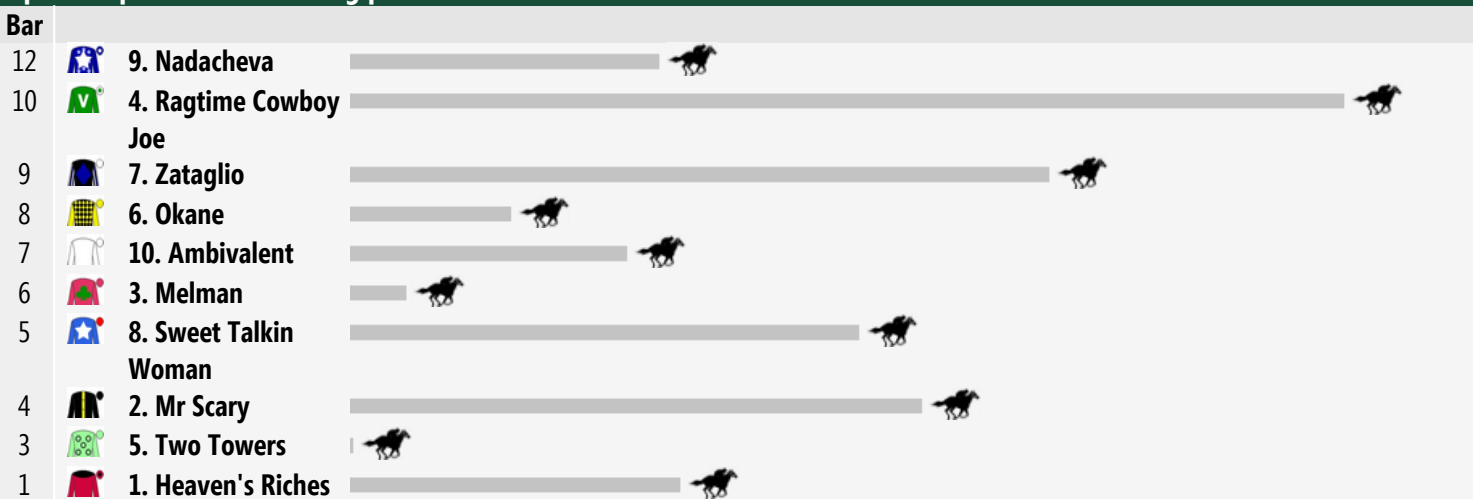 Bar
12 9. Nadacheva
10 V 4. Ragtime Cowboy
Joe
9 7. Zataglio
8 6. Okane
7 10. Ambivalent
6 3. Melman
5 8. Sweet Talkin
Woman
4 2. Mr Scary
3 5. Two Towers
1 1. Heaven's Riches